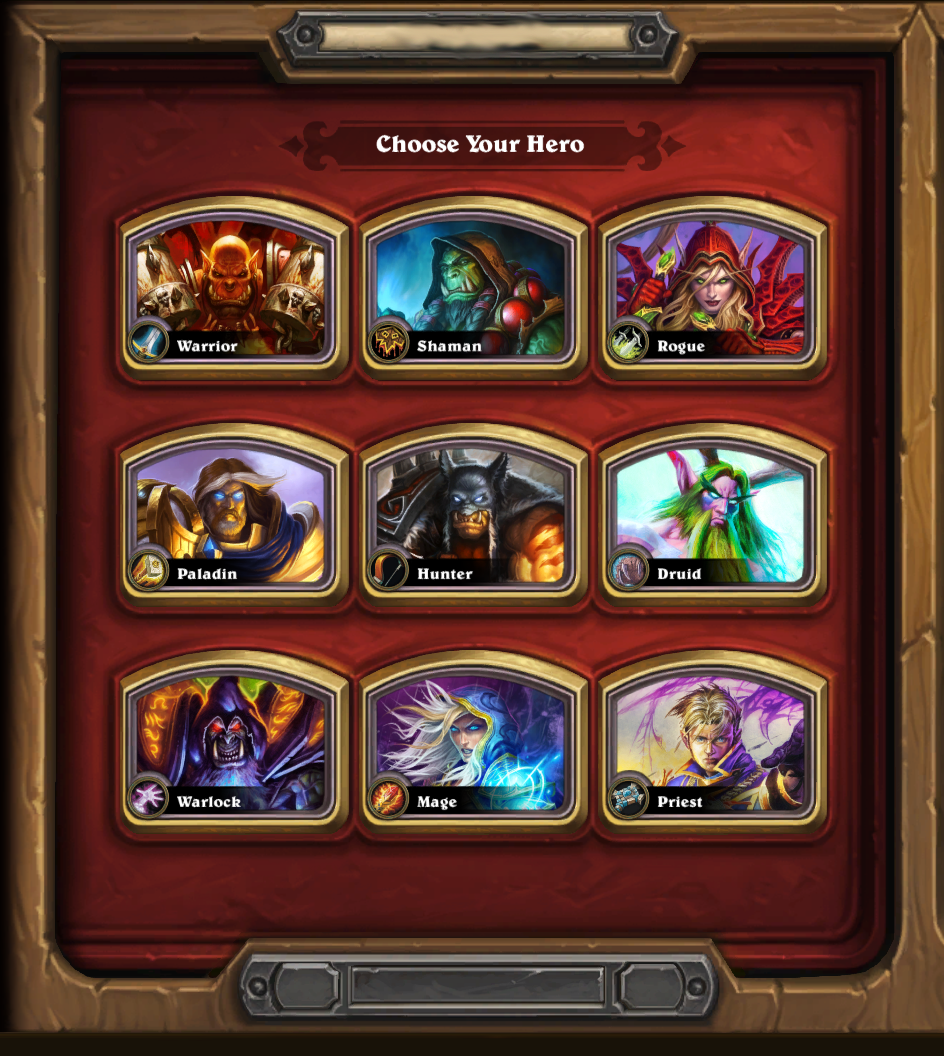 Choose Your Hero
Warrior
Shaman
Rogue
Paladin
Hunter
Druid
Warlock
Mage
Priest